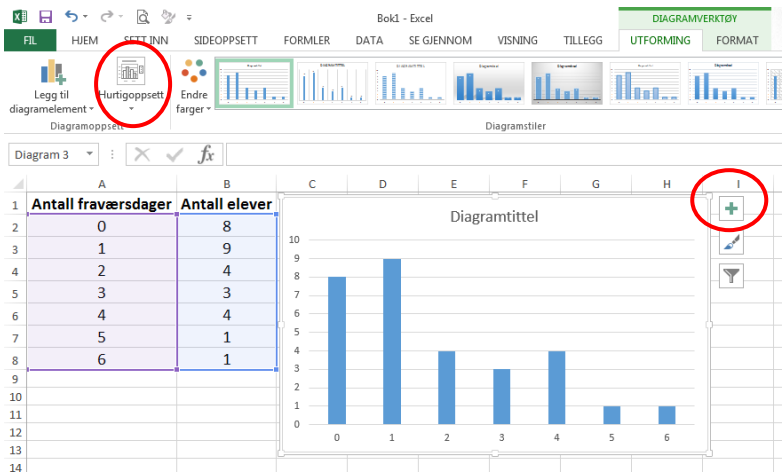 Bok1 - Excel
DIAGRAMVERKTØY
FIL HJEM SETT INN SIDEOPPSETT FORMLER DATA SE GJENNOM VISNING TILLEGG UTFORMING FORMAT
Legg til diagramelement
Hurtigoppsett
Endre farger
Diagramoppsett
Diagramstiler
Diagram 3
fx
A B C D E F G H I
1 Antall fraværsdager Antall elever
2 0 8
3 1 9
4 2 4
5 3 3
6 4 4
7 5 1
8 6 1
9
10
11
12
13
14
Diagramtittel
10
9
8
7
6
5
4
3
2
1
0
0 1 2 3 4 5 6